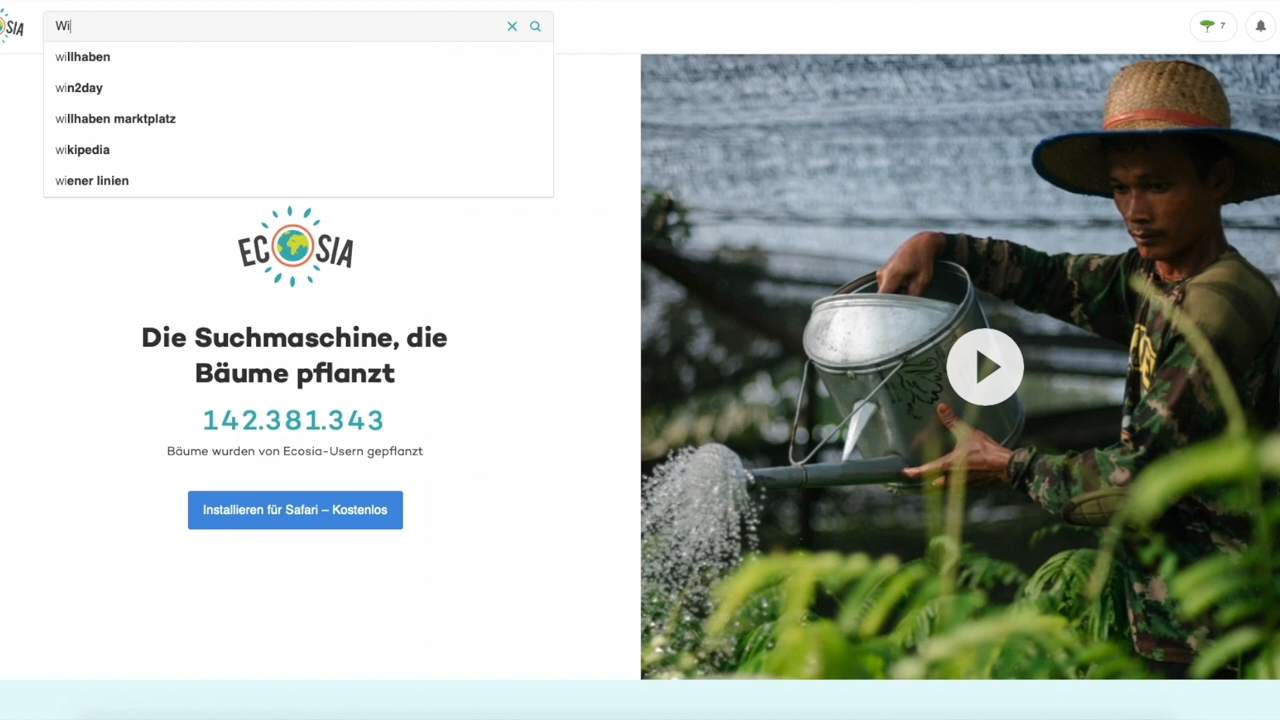 SIA
Wi
7
willhaben
win2day
willhaben marktplatz
wikipedia
wiener linien
ECOSIA
Die Suchmaschine, die
Bäume pflanzt
142.381.343
Bäume wurden von Ecosia-Usern gepflanzt
Installieren für Safari – Kostenlos